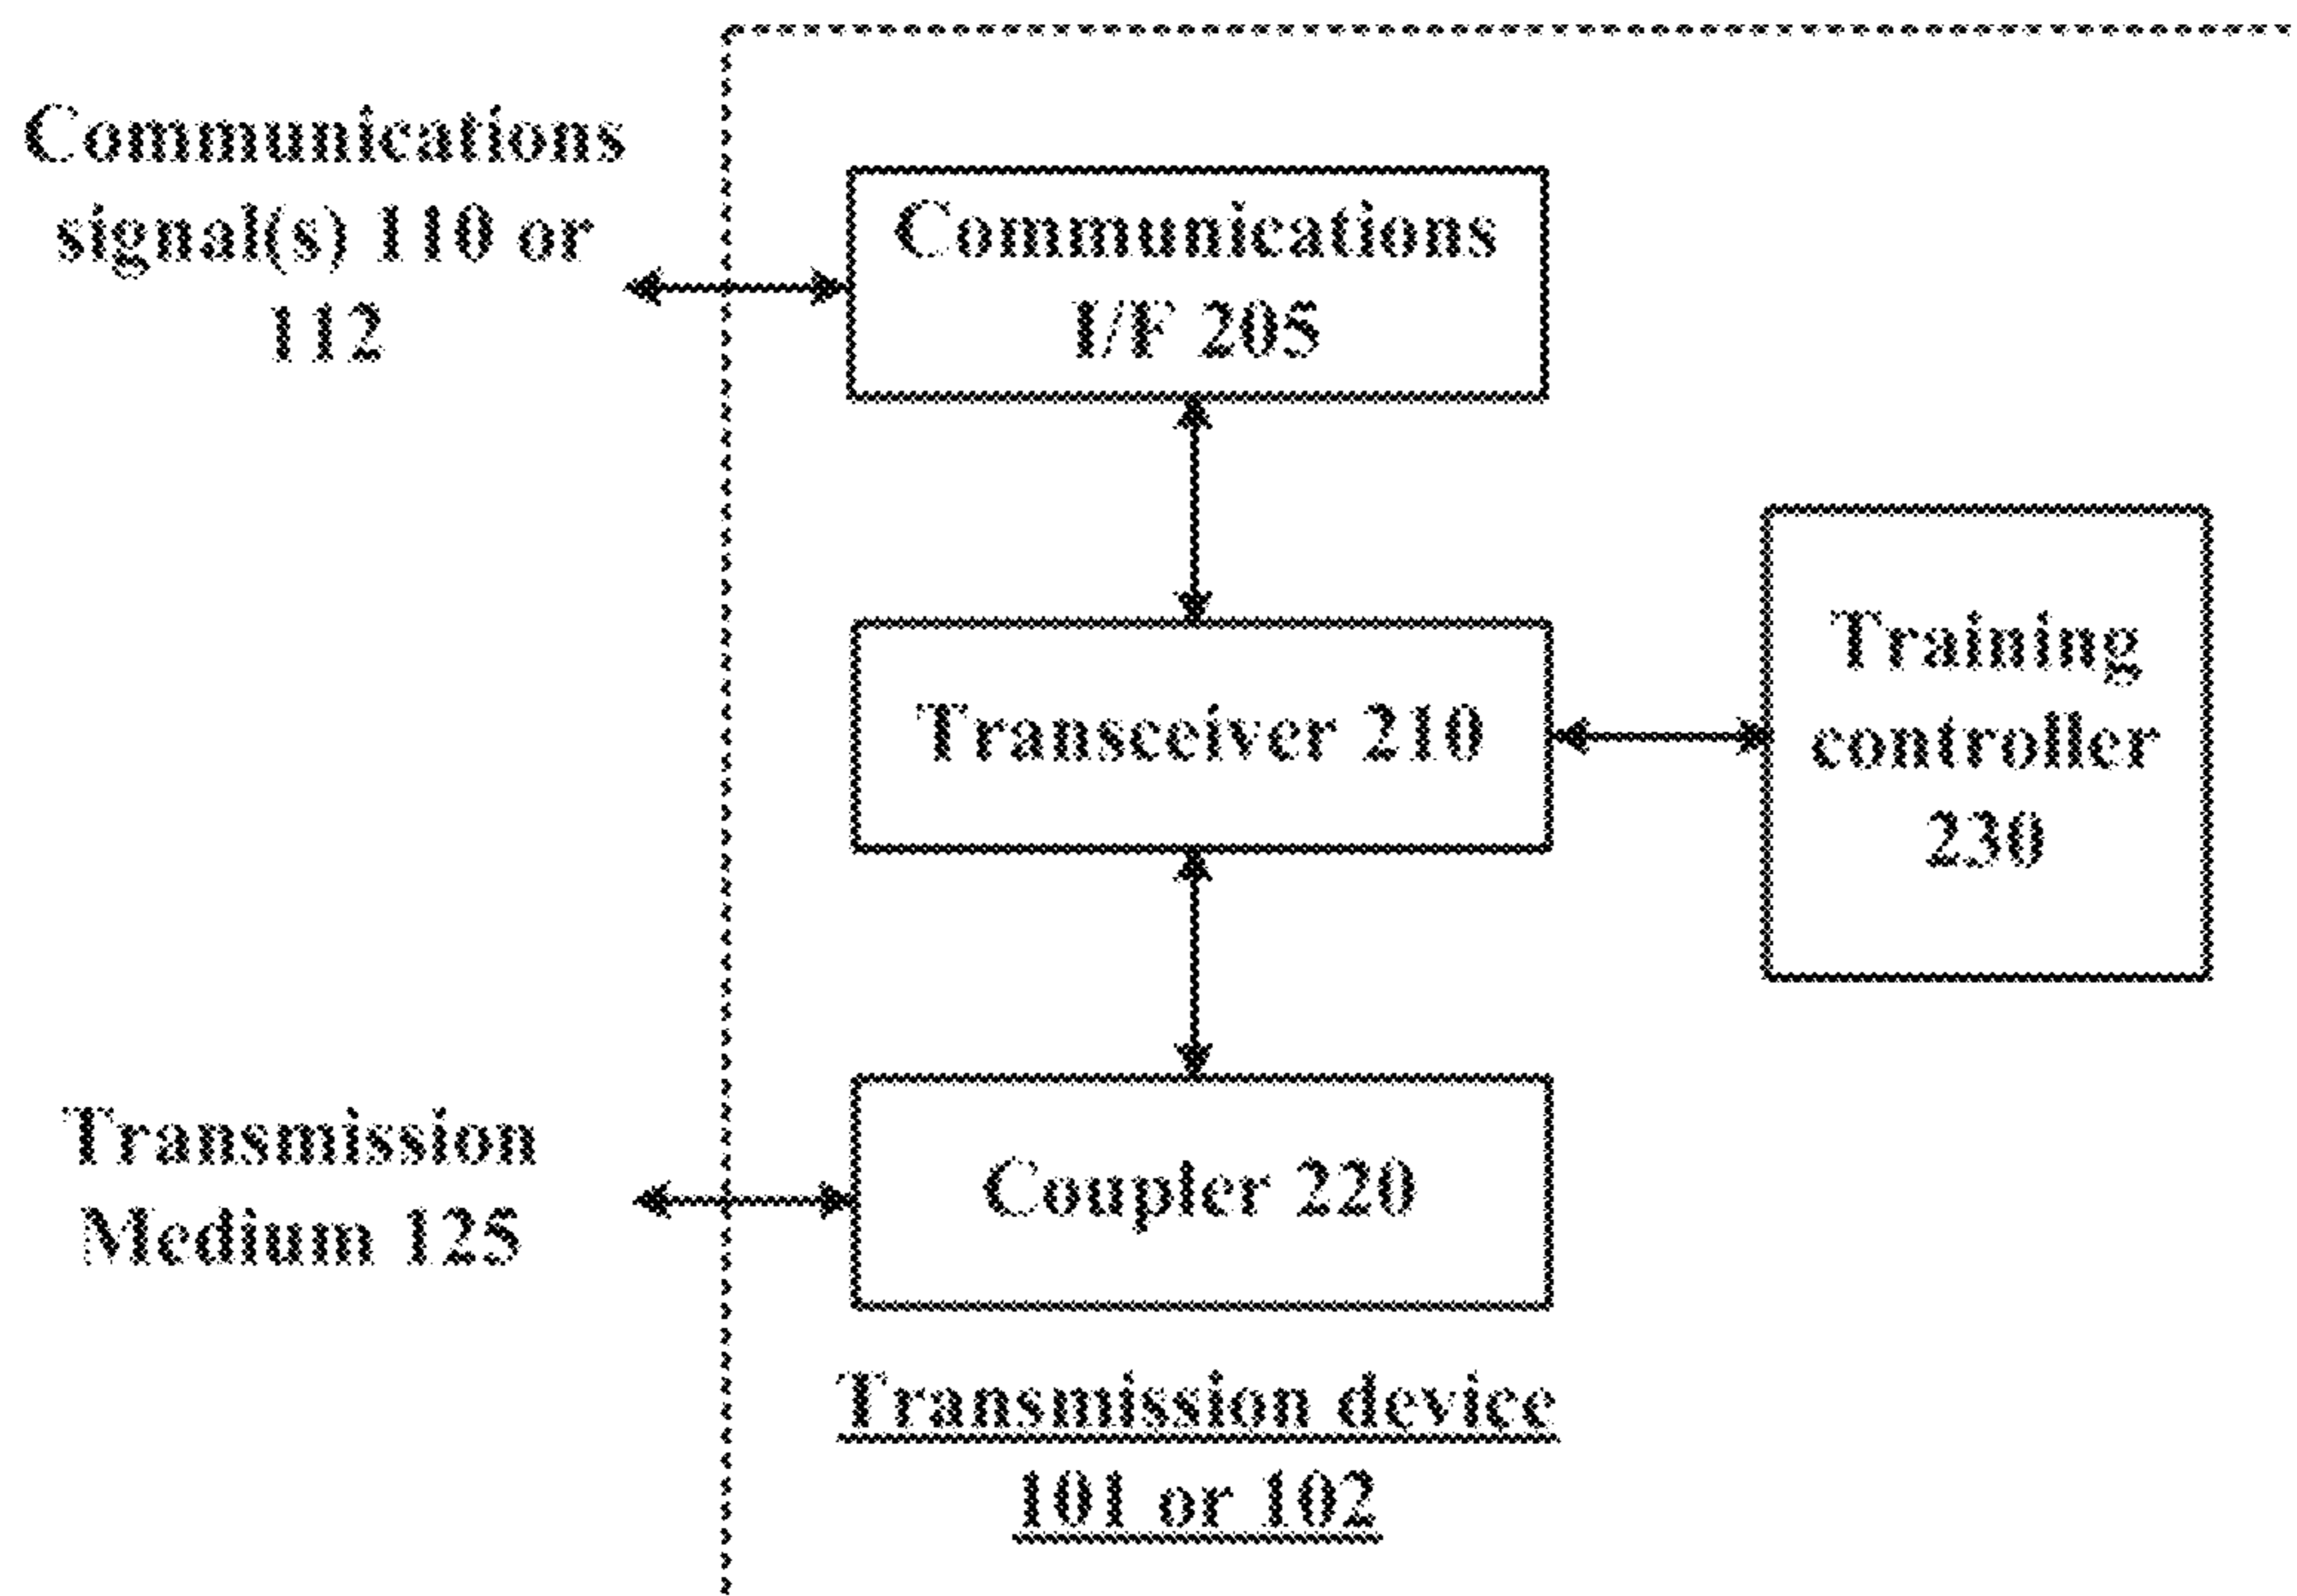 Communications
signal(s) 110 or
112
Communications
I/F 205
Transceiver 210
Training
controller
230
Transmission
Medium 125
Coupler 220
Transmission device
101 or 102